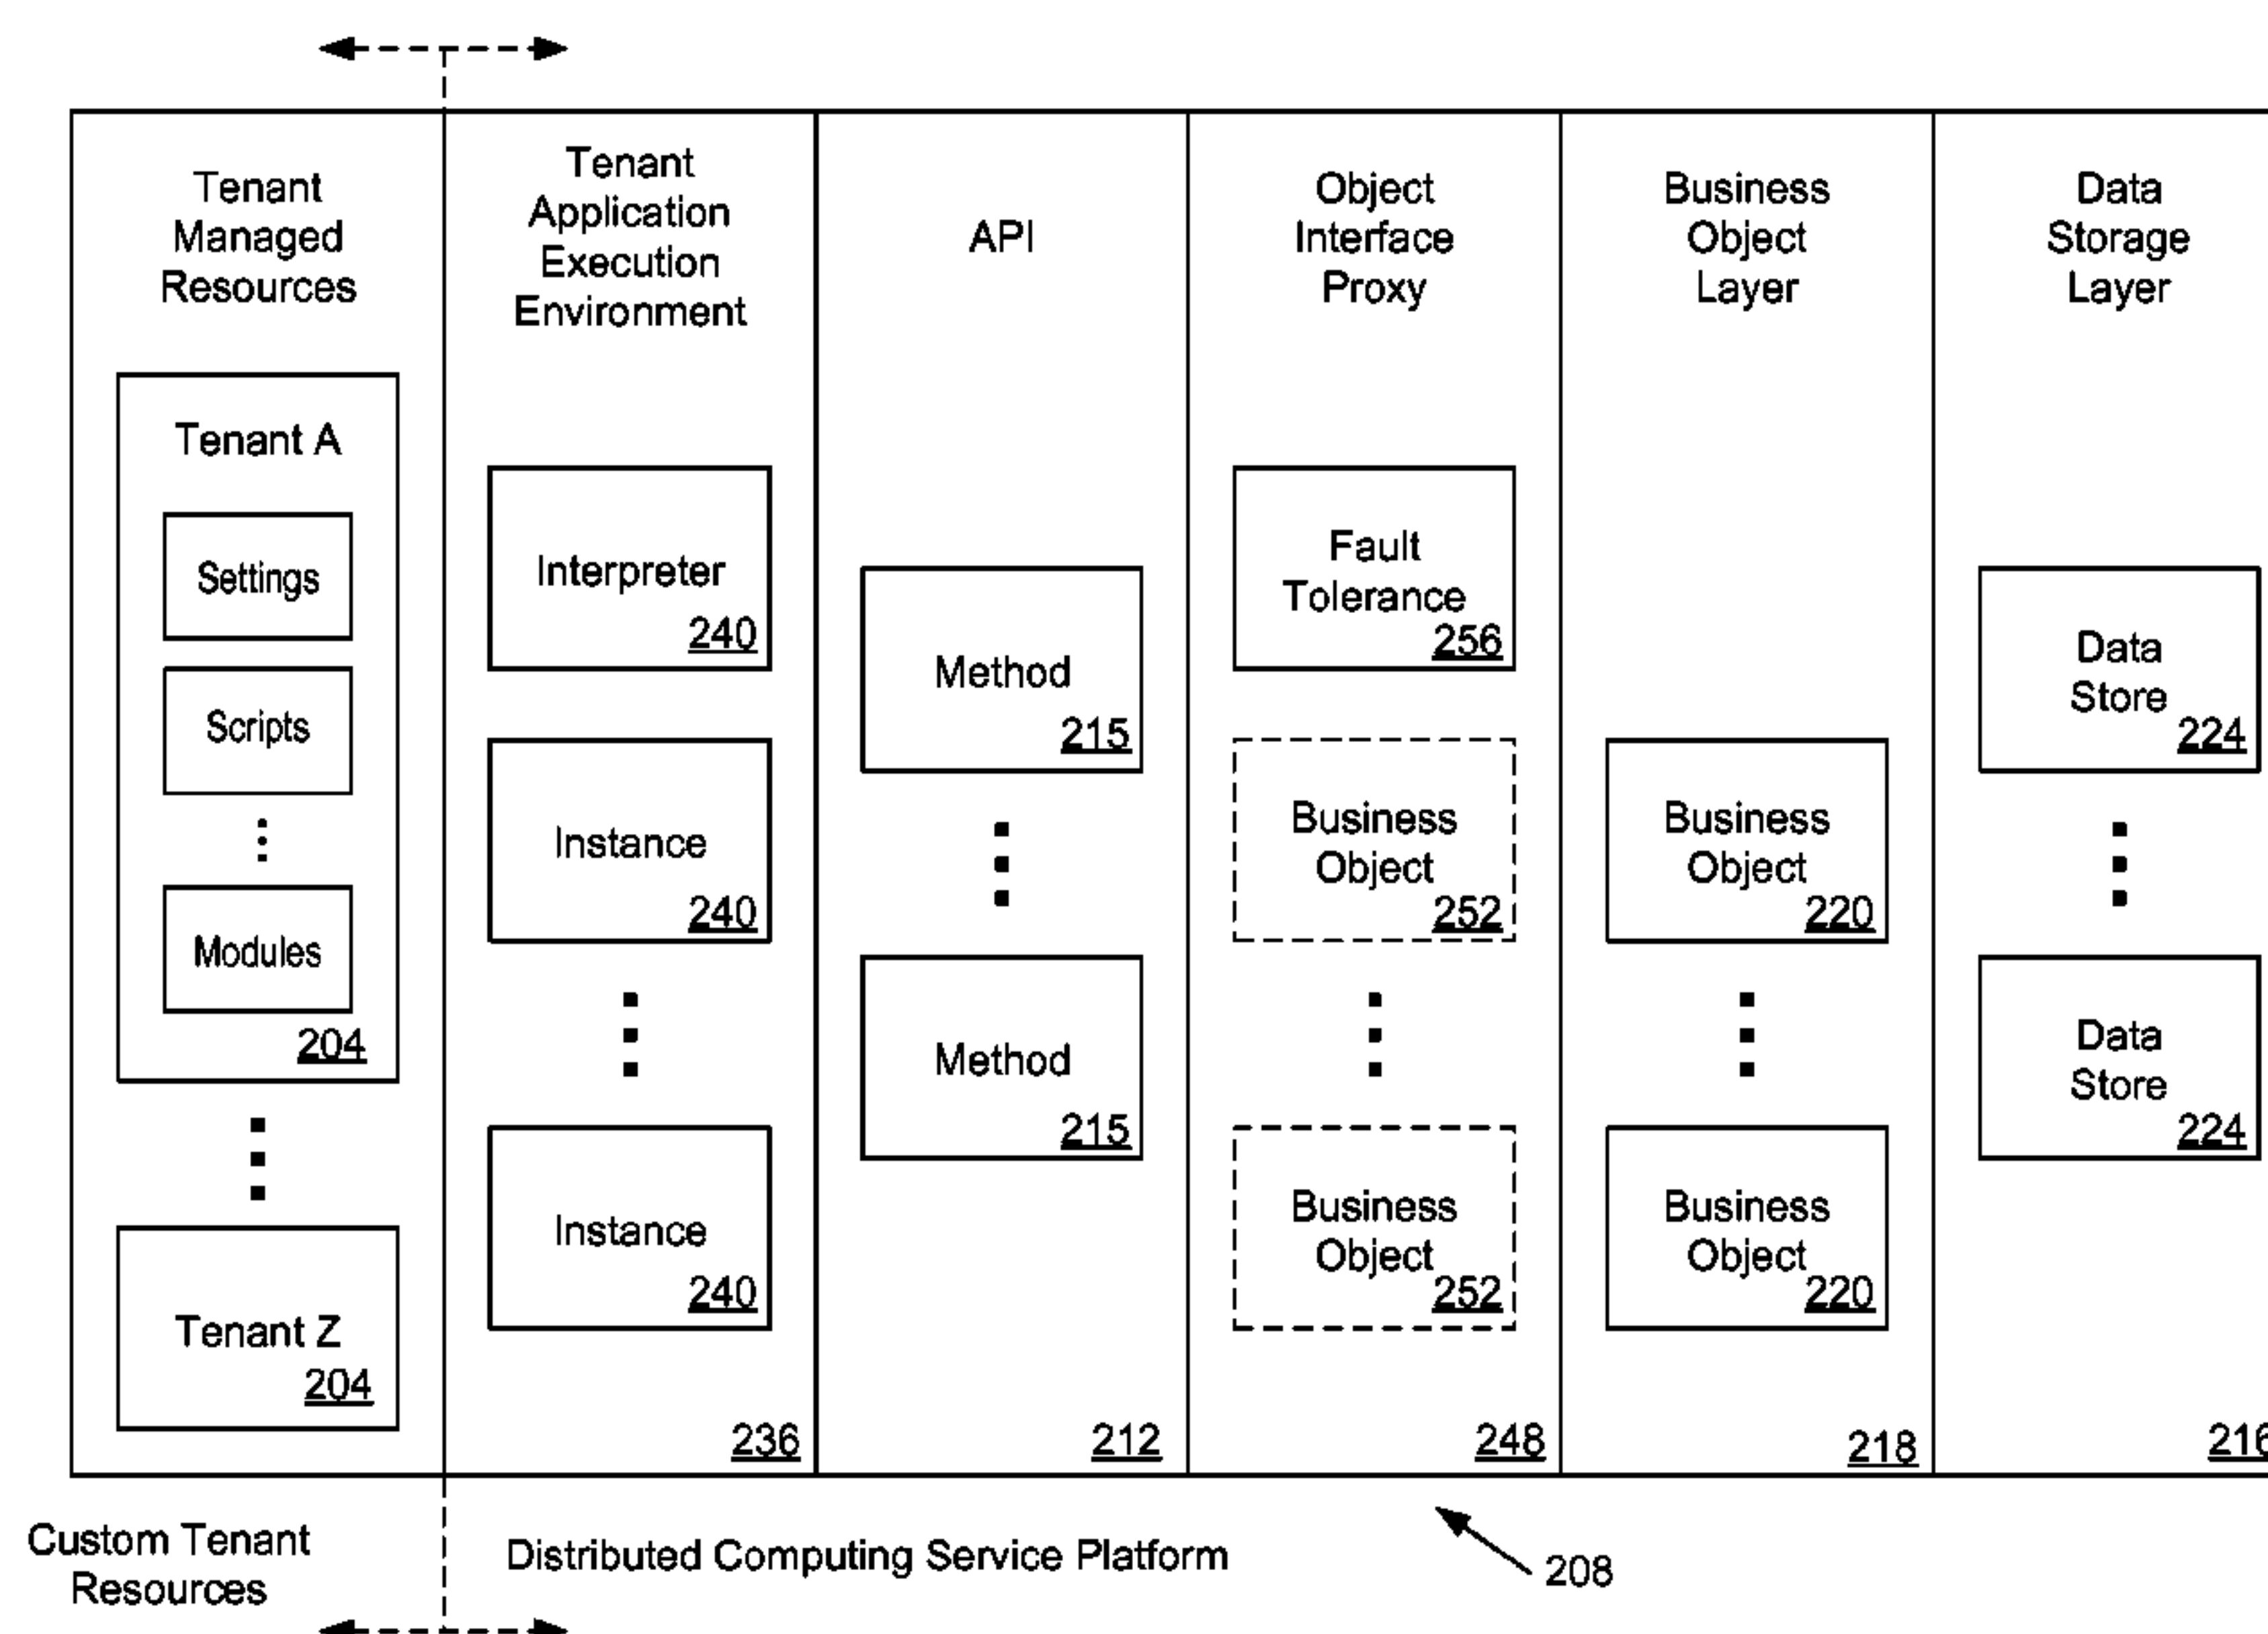 Tenant
Managed
Resources
Tenant A
Settings
Scripts
Modules
204
Tenant Z
204
Tenant
Application
Execution
Environment
Interpreter
240
Instance
240
Instance
240
236
API
Method
215
Method
215
212
Object
Interface
Proxy
Fault
Tolerance
256
Business
Object
252
Business
Object
252
248
Business
Object
Layer
Business
Object
220
Business
Object
220
218
Data
Storage
Layer
Data
Store
224
Data
Store
224
216
Custom Tenant
Resources
Distributed Computing Service Platform
208